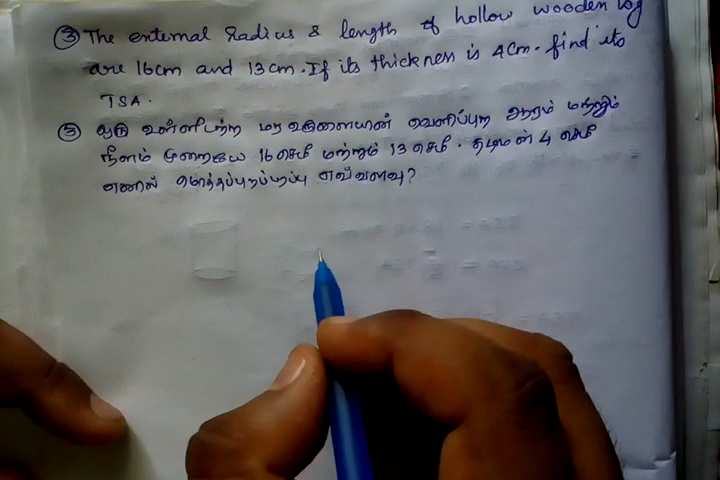 ③ The external radius & length of hollow wooden log
are 16cm and 13cm. If its thickness is 4cm. find its
TSA.
③ ஒரு உள்ளீடற்ற மர உருளையின் வெளிப்புற ஆரம் மற்றும்
நீளம் முறையே 16 செமீ மற்றும் 13 செமீ. தடிமன் 4 செமீ
எனில் மொத்தப்புறப்பரப்பு எவ்வளவு?